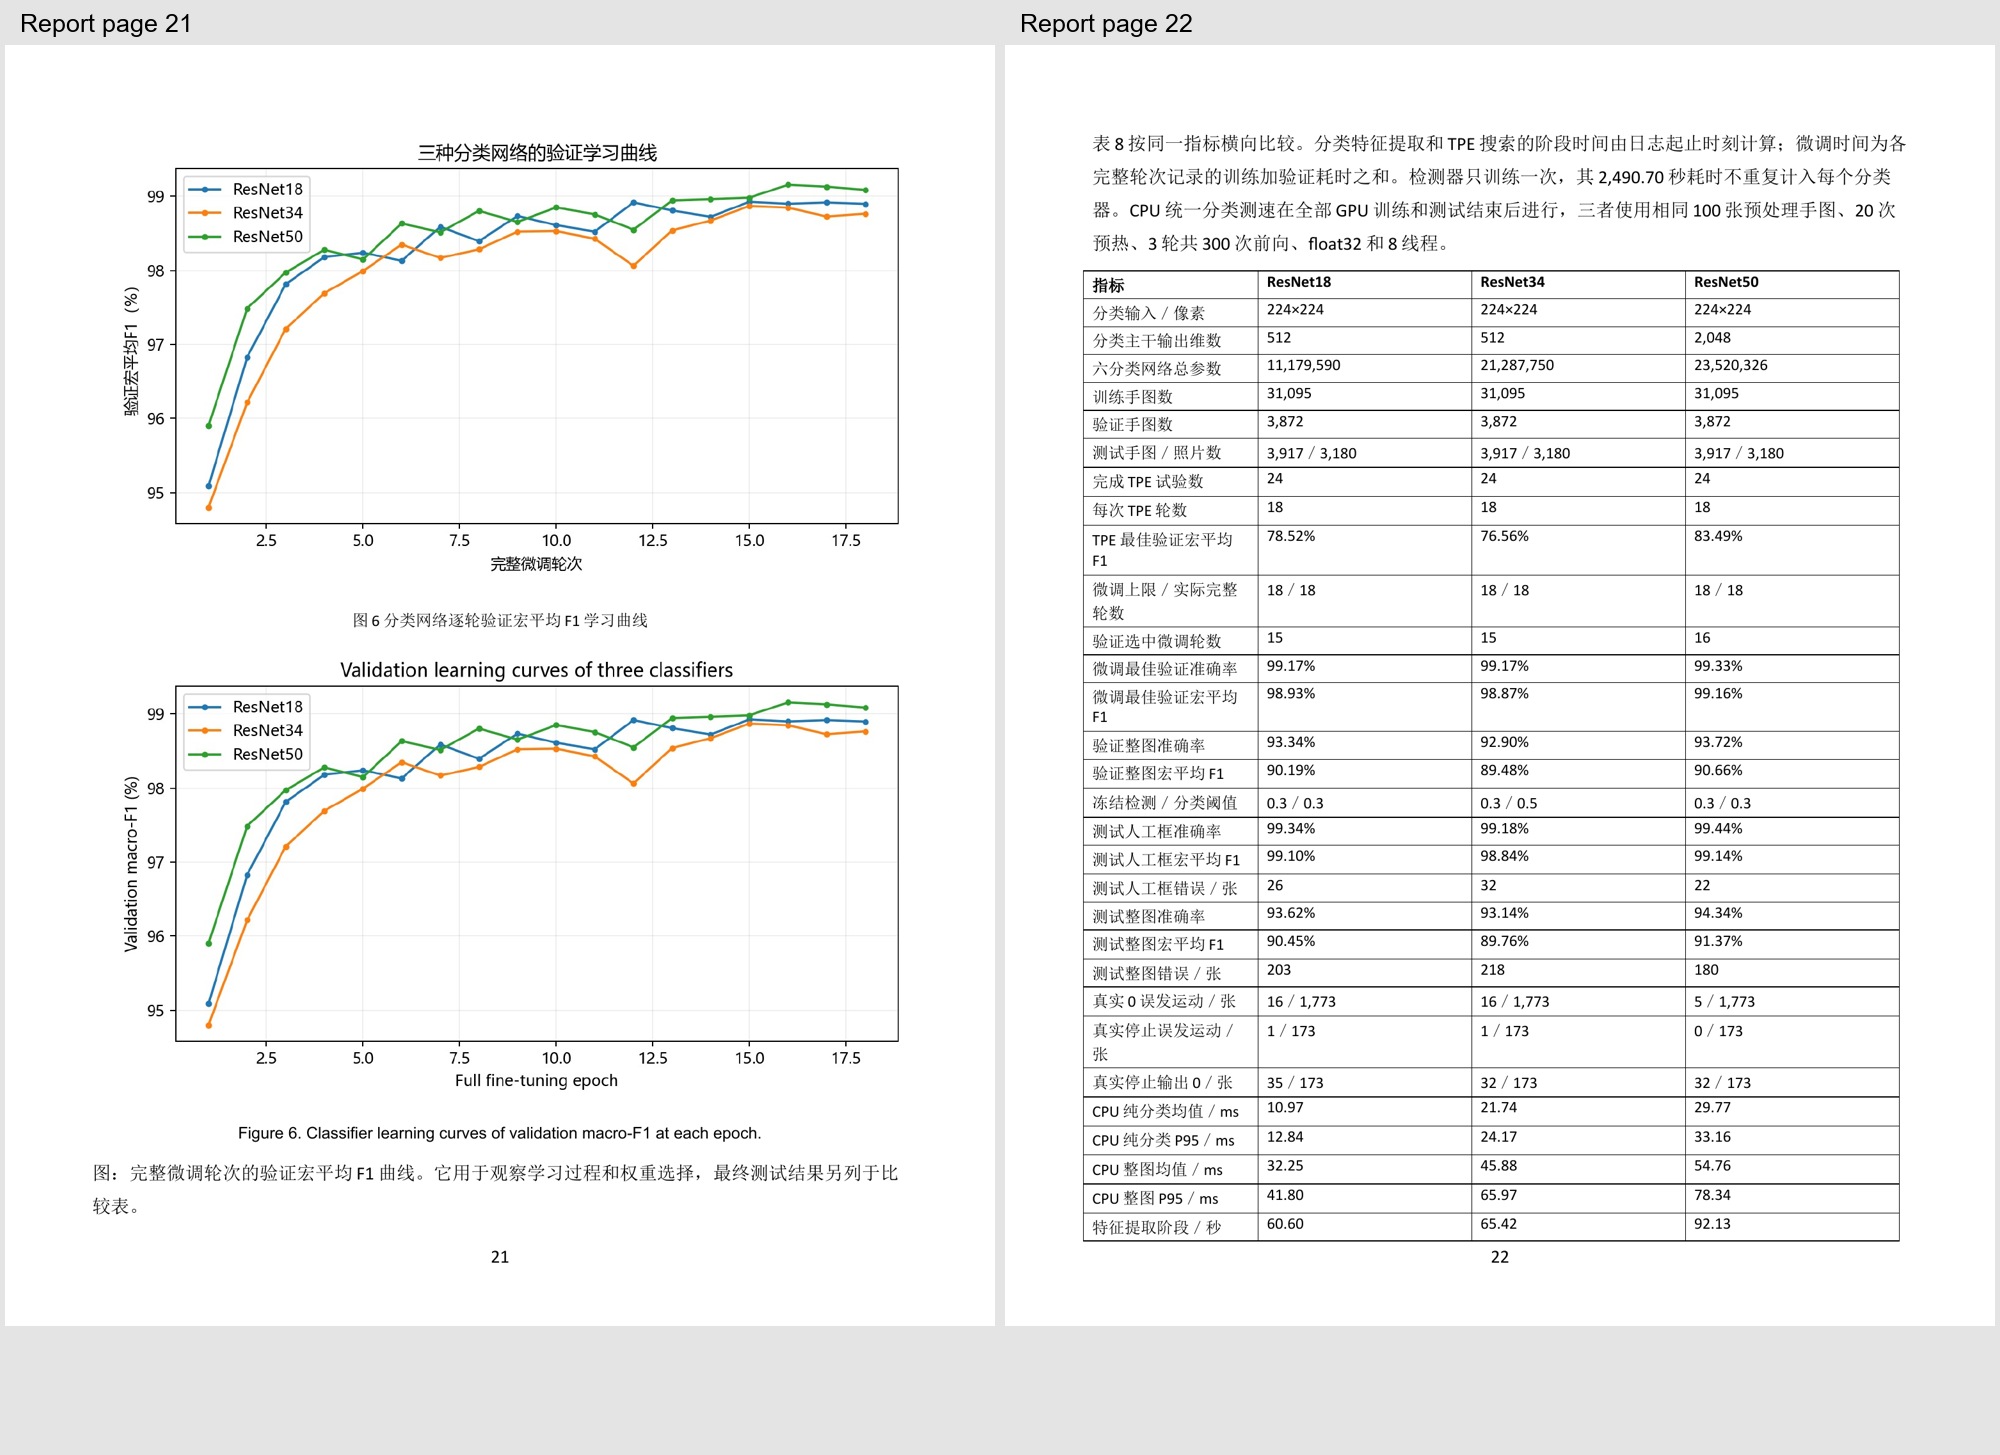 Report page 21
三种分类网络的验证学习曲线
ResNet18
ResNet34
ResNet50
验证宏平均F1 (%)
99
98
97
96
95
2.5 5.0 7.5 10.0 12.5 15.0 17.5
完整微调轮次
图 6 分类网络逐轮验证宏平均 F1 学习曲线
Validation learning curves of three classifiers
ResNet18
ResNet34
ResNet50
Validation macro-F1 (%)
99
98
97
96
95
2.5 5.0 7.5 10.0 12.5 15.0 17.5
Full fine-tuning epoch
Figure 6. Classifier learning curves of validation macro-F1 at each epoch.
图：完整微调轮次的验证宏平均 F1 曲线。它用于观察学习过程和权重选择，最终测试结果另列于比
较表。
21
Report page 22
表 8 按同一指标横向比较。分类特征提取和 TPE 搜索的阶段时间由日志起止时刻计算；微调时间为各
完整轮次记录的训练加验证耗时之和。检测器只训练一次，其 2,490.70 秒耗时不重复计入每个分类
器。CPU 统一分类测速在全部 GPU 训练和测试结束后进行，三者使用相同 100 张预处理手图、20 次
预热、3 轮共 300 次前向、float32 和 8 线程。
指标 ResNet18 ResNet34 ResNet50
分类输入 / 像素 224×224 224×224 224×224
分类主干输出维数 512 512 2,048
六分类网络总参数 11,179,590 21,287,750 23,520,326
训练手图数 31,095 31,095 31,095
验证手图数 3,872 3,872 3,872
测试手图 / 照片数 3,917 / 3,180 3,917 / 3,180 3,917 / 3,180
完成 TPE 试验数 24 24 24
每次 TPE 轮数 18 18 18
TPE 最佳验证宏平均 78.52% 76.56% 83.49%
F1
微调上限 / 实际完整 18 / 18 18 / 18 18 / 18
轮数
验证选中微调轮数 15 15 16
微调最佳验证准确率 99.17% 99.17% 99.33%
微调最佳验证宏平均 98.93% 98.87% 99.16%
F1
验证整图准确率 93.34% 92.90% 93.72%
验证整图宏平均 F1 90.19% 89.48% 90.66%
冻结检测 / 分类阈值 0.3 / 0.3 0.3 / 0.5 0.3 / 0.3
测试人工框准确率 99.34% 99.18% 99.44%
测试人工框宏平均 F1 99.10% 98.84% 99.14%
测试人工框错误 / 张 26 32 22
测试整图准确率 93.62% 93.14% 94.34%
测试整图宏平均 F1 90.45% 89.76% 91.37%
测试整图错误 / 张 203 218 180
真实 0 误发运动 / 张 16 / 1,773 16 / 1,773 5 / 1,773
真实停止误发运动 / 1 / 173 1 / 173 0 / 173
张
真实停止输出 0 / 张 35 / 173 32 / 173 32 / 173
CPU 纯分类均值 / ms 10.97 21.74 29.77
CPU 纯分类 P95 / ms 12.84 24.17 33.16
CPU 整图均值 / ms 32.25 45.88 54.76
CPU 整图 P95 / ms 41.80 65.97 78.34
特征提取阶段 / 秒 60.60 65.42 92.13
22